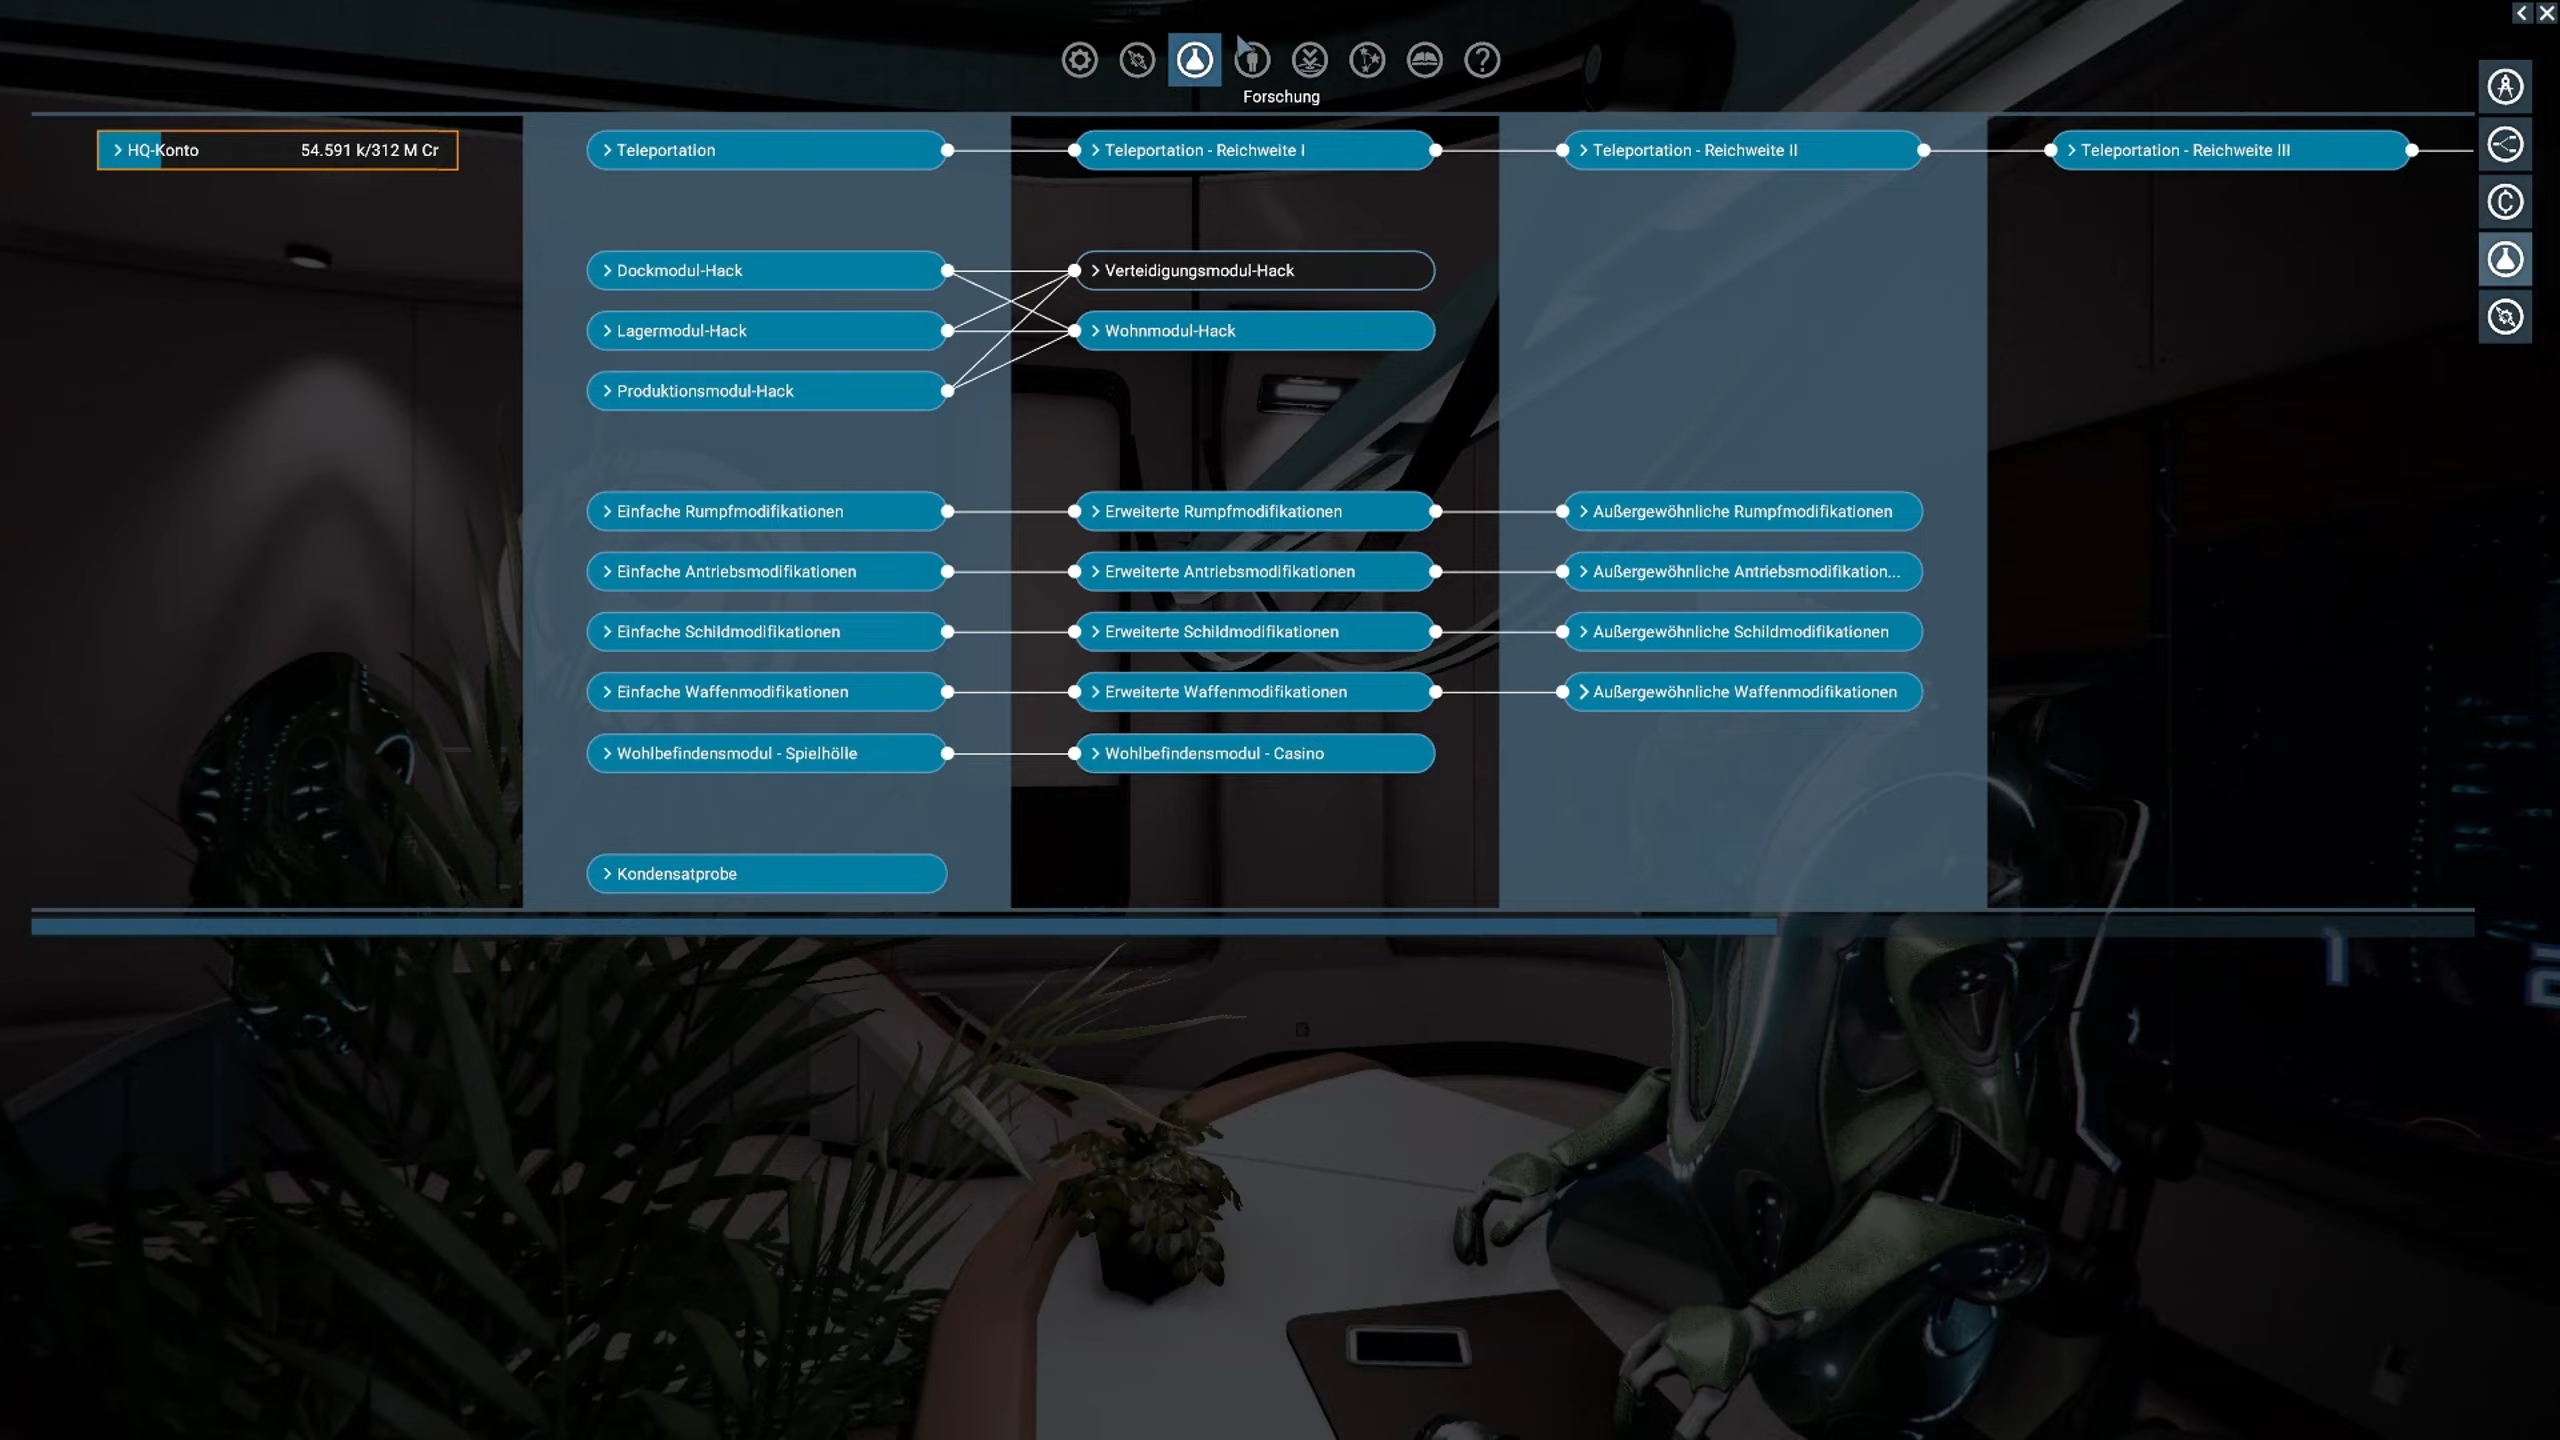 Forschung
HQ-Konto 54.591 k/312 M Cr
Teleportation
Teleportation - Reichweite I
Teleportation - Reichweite II
Teleportation - Reichweite III
Dockmodul-Hack
Verteidigungsmodul-Hack
Lagermodul-Hack
Wohnmodul-Hack
Produktionsmodul-Hack
Einfache Rumpfmodifikationen
Erweiterte Rumpfmodifikationen
Außergewöhnliche Rumpfmodifikationen
Einfache Antriebsmodifikationen
Erweiterte Antriebsmodifikationen
Außergewöhnliche Antriebsmodifikation...
Einfache Schildmodifikationen
Erweiterte Schildmodifikationen
Außergewöhnliche Schildmodifikationen
Einfache Waffenmodifikationen
Erweiterte Waffenmodifikationen
Außergewöhnliche Waffenmodifikationen
Wohlbefindensmodul - Spielhölle
Wohlbefindensmodul - Casino
Kondensatprobe
1 2